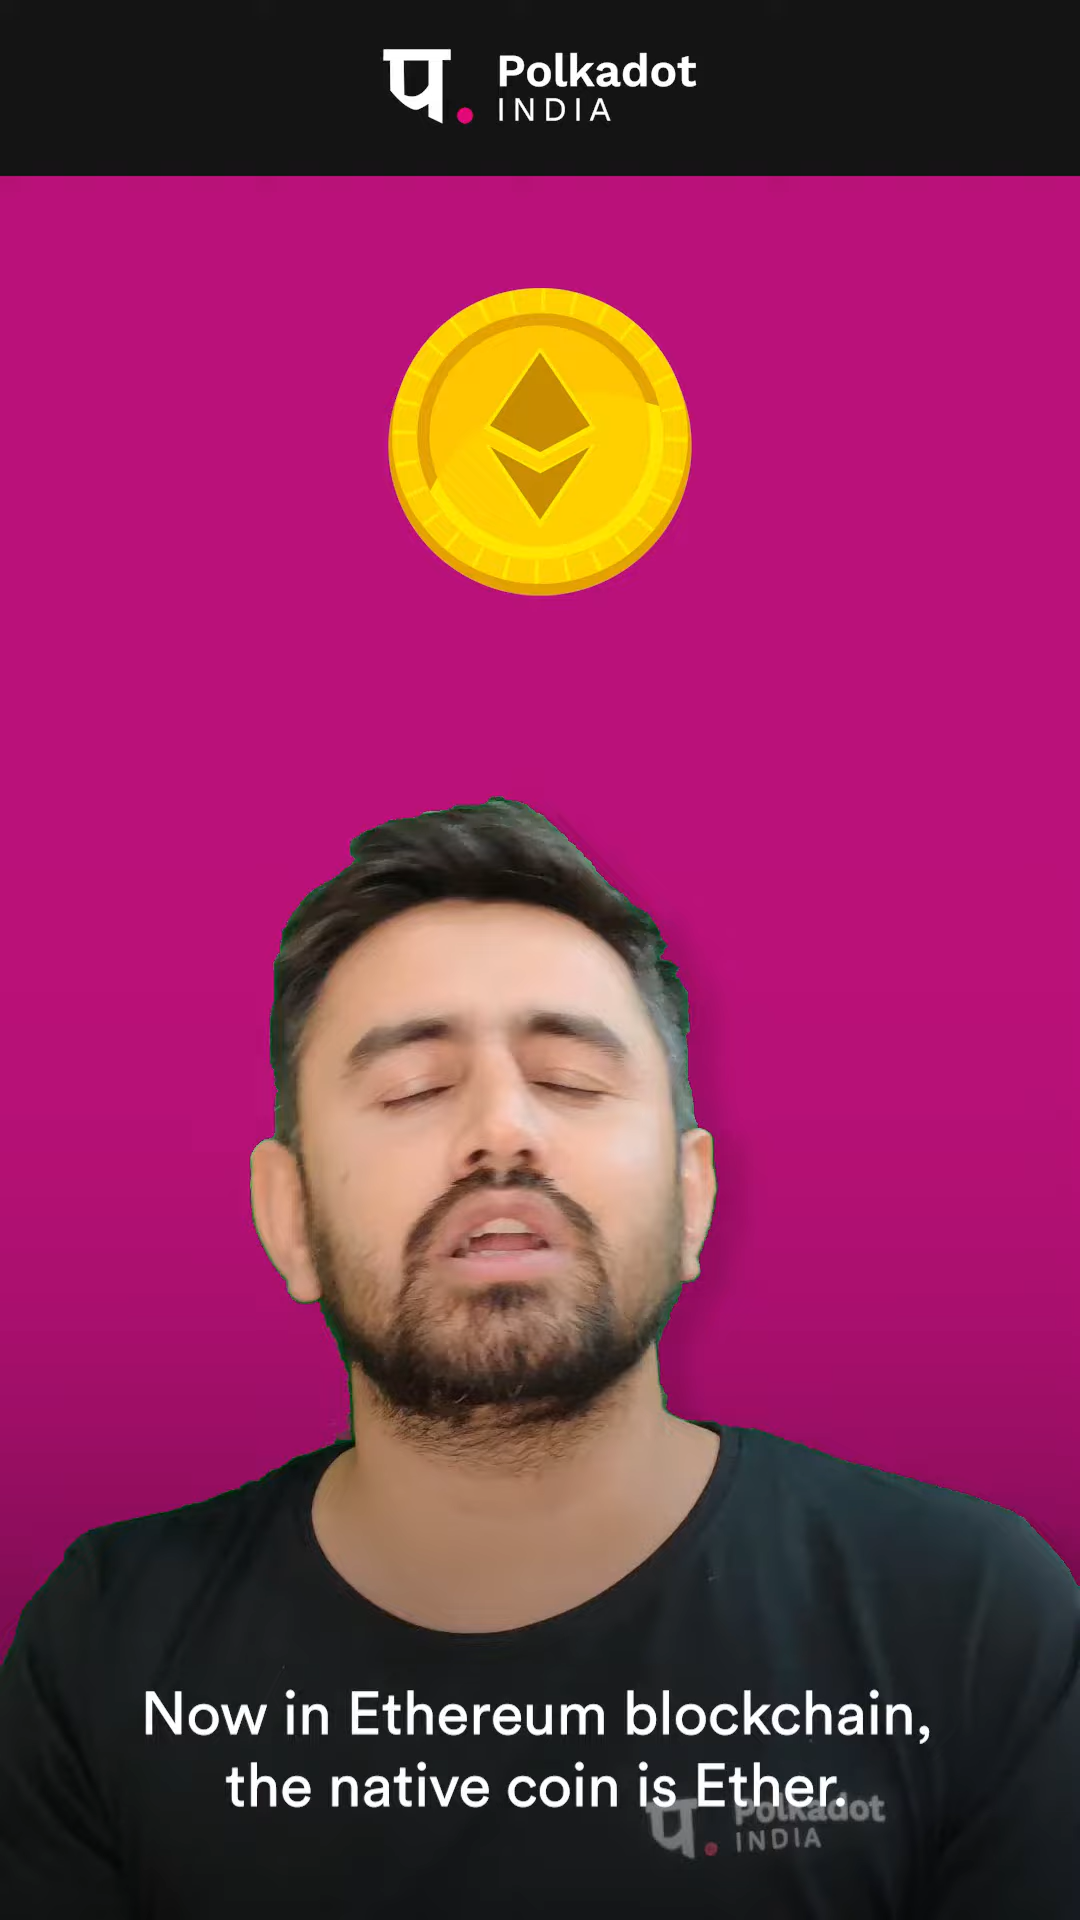 प.
Polkadot
INDIA
Now in Ethereum blockchain,
the native coin is Ether.
प.
Polkadot
INDIA